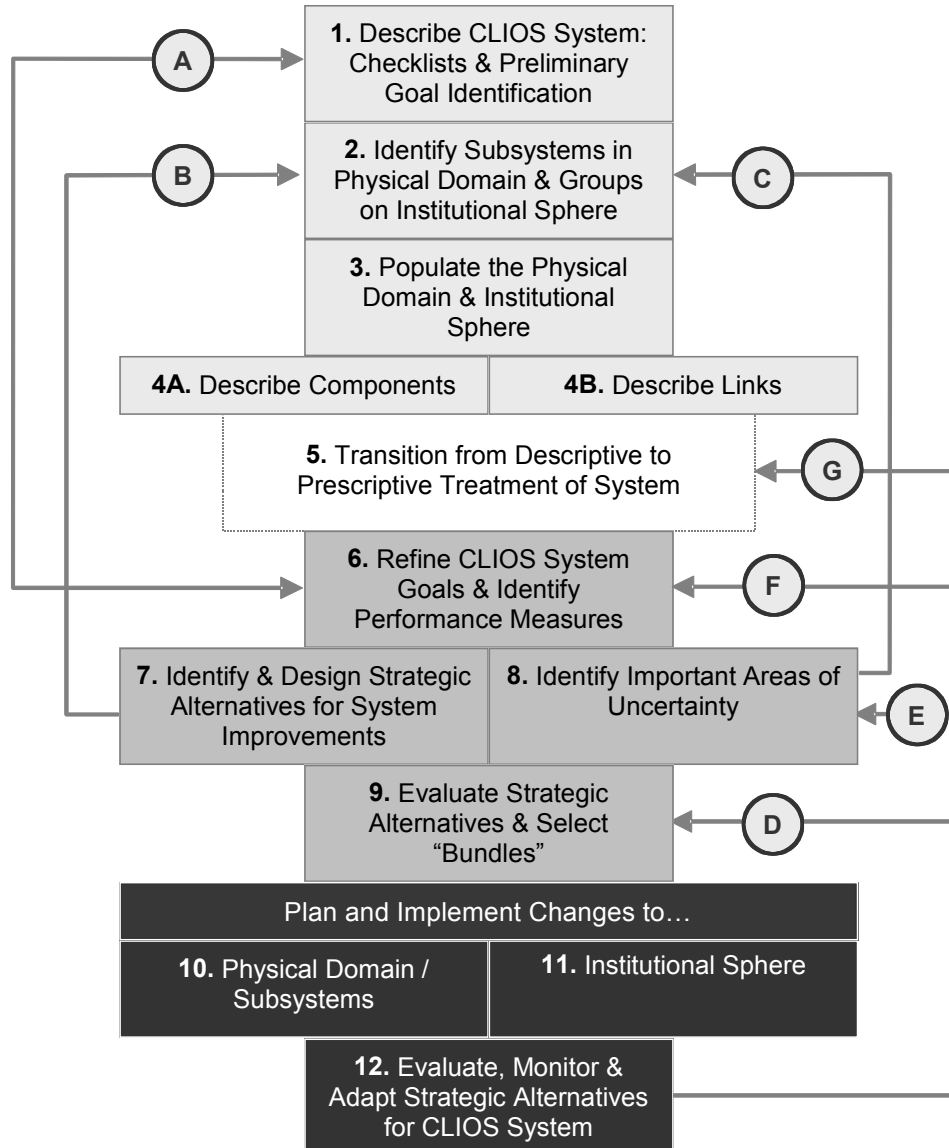 A
1. Describe CLIOS System:
Checklists & Preliminary
Goal Identification
B
2. Identify Subsystems in
Physical Domain & Groups
on Institutional Sphere
C
3. Populate the Physical
Domain & Institutional
Sphere
4A. Describe Components
4B. Describe Links
5. Transition from Descriptive to
Prescriptive Treatment of System
G
6. Refine CLIOS System
Goals & Identify
Performance Measures
F
7. Identify & Design Strategic
Alternatives for System
Improvements
8. Identify Important Areas of
Uncertainty
E
9. Evaluate Strategic
Alternatives & Select
“Bundles”
D
Plan and Implement Changes to…
10. Physical Domain /
Subsystems
11. Institutional Sphere
12. Evaluate, Monitor &
Adapt Strategic Alternatives
for CLIOS System